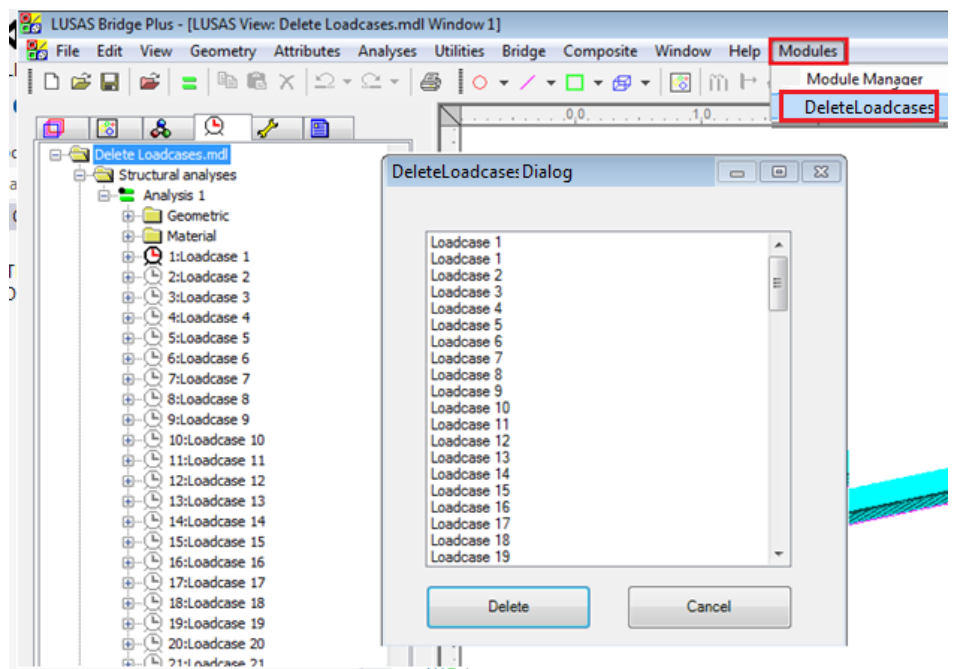 LUSAS Bridge Plus - [LUSAS View: Delete Loadcases.mdl Window 1]
File Edit View Geometry Attributes Analyses Utilities Bridge Composite Window Help Modules
Module Manager
DeleteLoadcases
Delete Loadcases.mdl
Structural analyses
Analysis 1
Geometric
Material
1:Loadcase 1
2:Loadcase 2
3:Loadcase 3
4:Loadcase 4
5:Loadcase 5
6:Loadcase 6
7:Loadcase 7
8:Loadcase 8
9:Loadcase 9
10:Loadcase 10
11:Loadcase 11
12:Loadcase 12
13:Loadcase 13
14:Loadcase 14
15:Loadcase 15
16:Loadcase 16
17:Loadcase 17
18:Loadcase 18
19:Loadcase 19
20:Loadcase 20
21:Loadcase 21
0,0 1,0
DeleteLoadcases Dialog
Loadcase 1
Loadcase 1
Loadcase 2
Loadcase 3
Loadcase 4
Loadcase 5
Loadcase 6
Loadcase 7
Loadcase 8
Loadcase 9
Loadcase 10
Loadcase 11
Loadcase 12
Loadcase 13
Loadcase 14
Loadcase 15
Loadcase 16
Loadcase 17
Loadcase 18
Loadcase 19
Delete Cancel